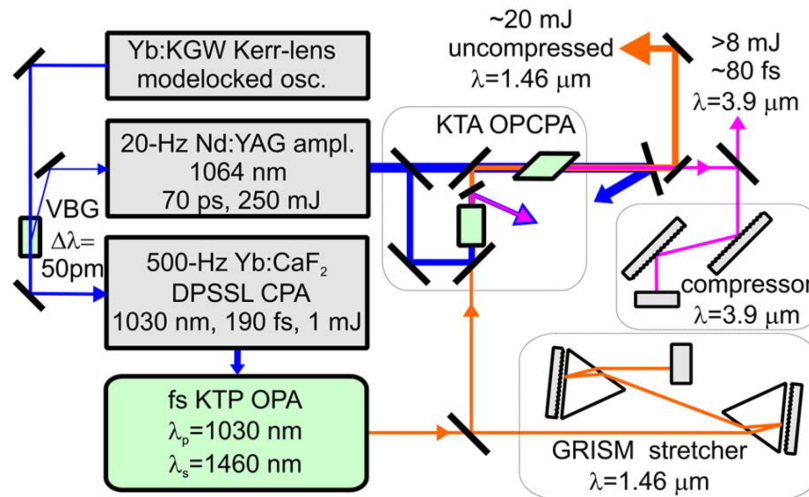 Yb:KGW Kerr-lens
modelocked osc.
20-Hz Nd:YAG ampl.
1064 nm
70 ps, 250 mJ
VBG
Δλ=
50pm
500-Hz Yb:CaF₂
DPSSL CPA
1030 nm, 190 fs, 1 mJ
fs KTP OPA
λₚ=1030 nm
λₛ=1460 nm
~20 mJ
uncompressed
λ=1.46 μm
>8 mJ
~80 fs
λ=3.9 μm
KTA OPCPA
compressor
λ=3.9 μm
GRISM stretcher
λ=1.46 μm